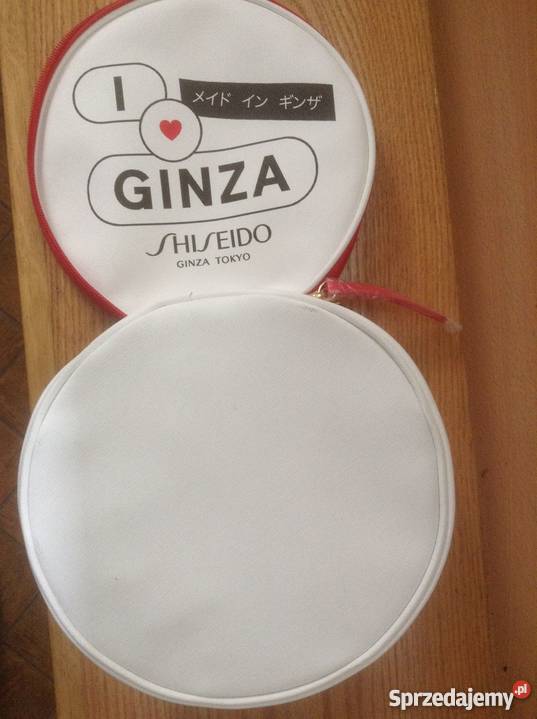 I
メイド イン ギンザ
GINZA
SHISEIDO
GINZA TOKYO
Sprzedajemy.pl